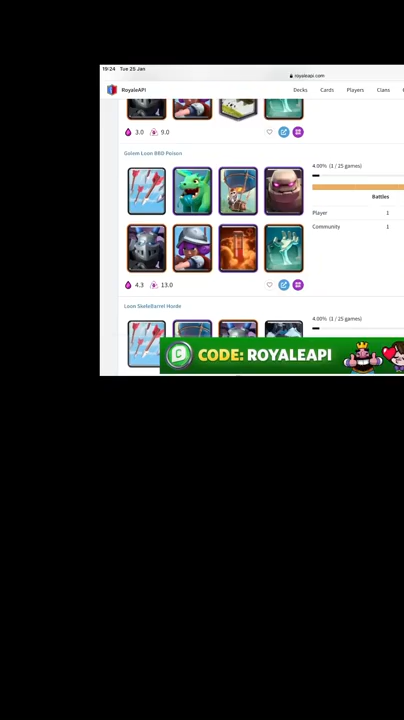 19:24 Tue 25 Jan
royaleapi.com
RoyaleAPI
Decks Cards Players Clans
3.0 9.0
Golem Loon BRD Poison
4.00% (1 / 25 games)
Battles
Player 1
Community 1
4.3 13.0
Loon SkeleBarrel Horde
4.00% (1 / 25 games)
CODE: ROYALEAPI